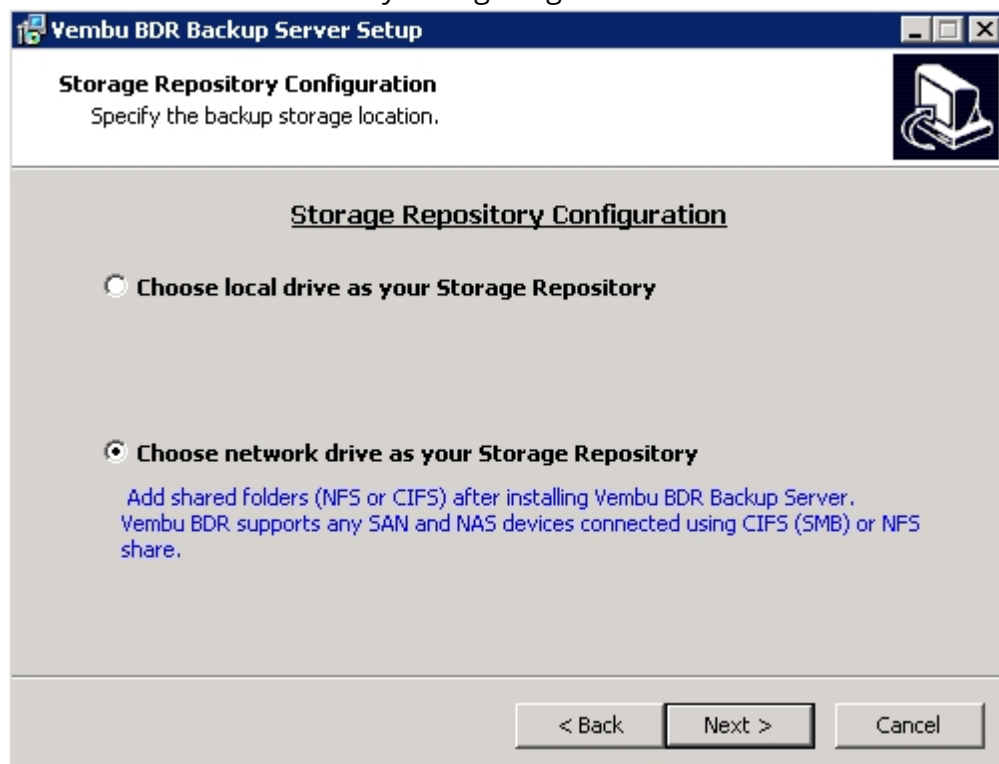 Vembu BDR Backup Server Setup
Storage Repository Configuration
Specify the backup storage location.
Storage Repository Configuration
Choose local drive as your Storage Repository
Choose network drive as your Storage Repository
Add shared folders (NFS or CIFS) after installing Vembu BDR Backup Server.
Vembu BDR supports any SAN and NAS devices connected using CIFS (SMB) or NFS
share.
< Back Next > Cancel